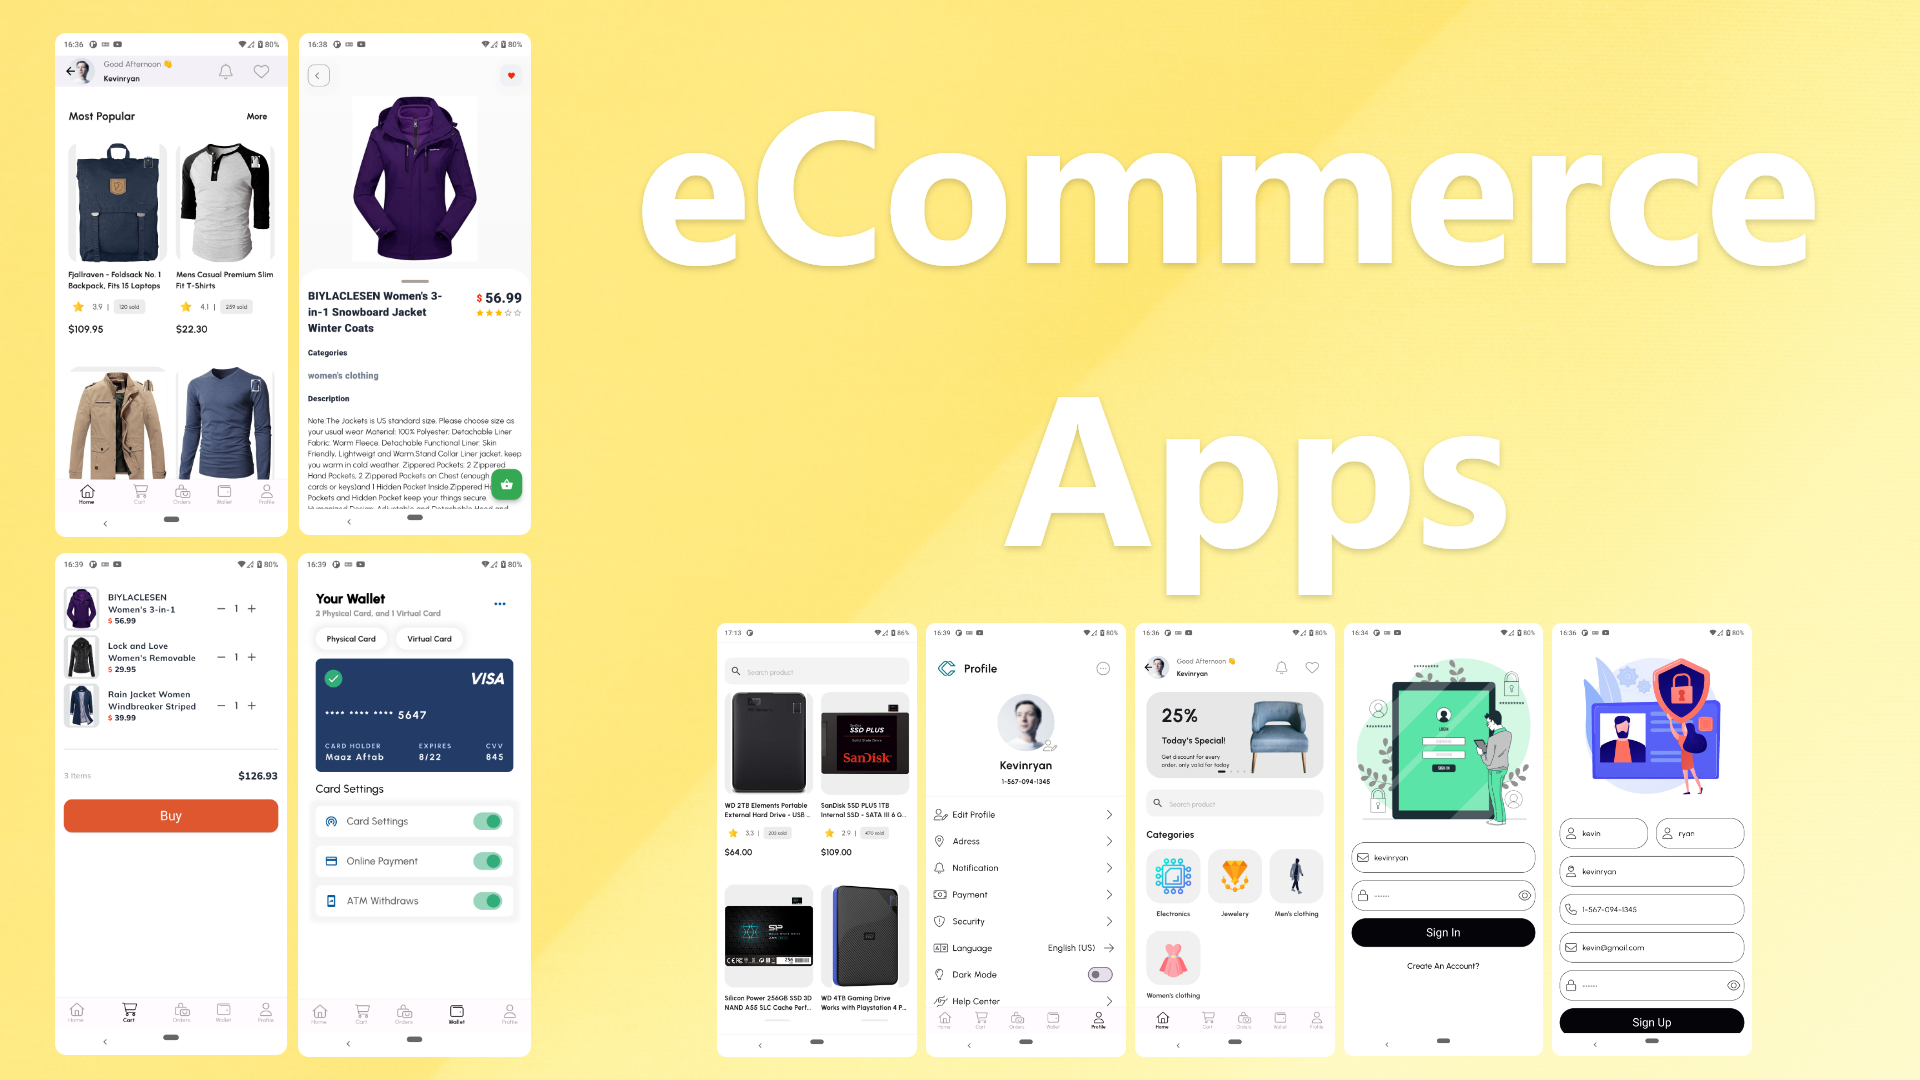 eCommerce
Apps
16:36
80%
Good Afternoon 👋
Kevinryan
Most Popular
More
Fjallraven - Foldsack No. 1
Backpack, Fits 15 Laptops
3.9 | 120 sold
$109.95
Mens Casual Premium Slim
Fit T-Shirts
4.1 | 259 sold
$22.30
Home
Cart
Orders
Wallet
Profile
16:38
80%
BIYLACLESEN Women's 3-
in-1 Snowboard Jacket
Winter Coats
$ 56.99
Categories
women's clothing
Description
Note:The Jackets is US standard size, Please choose size as
your usual wear Material: 100% Polyester; Detachable Liner
Fabric: Warm Fleece. Detachable Functional Liner: Skin
Friendly, Lightweigt and Warm.Stand Collar Liner jacket, keep
you warm in cold weather. Zippered Pockets: 2 Zippered
Hand Pockets, 2 Zippered Pockets on Chest (enough
cards or keys)and 1 Hidden Pocket Inside.Zippered H
Pockets and Hidden Pocket keep your things secure.
Humanized Design: Adjustable and Detachable Hood and
16:39
80%
BIYLACLESEN
Women's 3-in-1
$ 56.99
1
Lock and Love
Women's Removable
$ 29.95
1
Rain Jacket Women
Windbreaker Striped
$ 39.99
1
3 Items
$126.93
Buy
Home
Cart
Orders
Wallet
Profile
16:39
80%
Your Wallet
2 Physical Card, and 1 Virtual Card
Physical Card
Virtual Card
VISA
**** **** **** 5647
CARD HOLDER
Maaz Aftab
EXPIRES
8/22
CVV
845
Card Settings
Card Settings
Online Payment
ATM Withdraws
Home
Cart
Orders
Wallet
Profile
17:13
86%
Search product
SSD PLUS
Solid State Drive
SanDisk
WD 2TB Elements Portable
External Hard Drive - USB ...
3.3 | 203 sold
$64.00
SanDisk SSD PLUS 1TB
Internal SSD - SATA III 6 G...
2.9 | 470 sold
$109.00
SP
Silicon Power 256GB SSD 3D
NAND A55 SLC Cache Perf...
WD 4TB Gaming Drive
Works with Playstation 4 P...
16:39
80%
Profile
Kevinryan
1-567-094-1345
Edit Profile
Adress
Notification
Payment
Security
Language
English (US)
Dark Mode
Help Center
Home
Cart
Orders
Wallet
Profile
16:36
80%
Good Afternoon 👋
Kevinryan
25%
Today's Special!
Get discount for every
order, only valid for today
Search product
Categories
Electronics
Jewelery
Men's clothing
Women's clothing
Home
Cart
Orders
Wallet
Profile
16:34
80%
LOGIN
SIGN IN
kevinryan
Sign In
Create An Account?
16:36
80%
kevin
ryan
kevinryan
1-567-094-1345
kevin@gmail.com
Sign Up